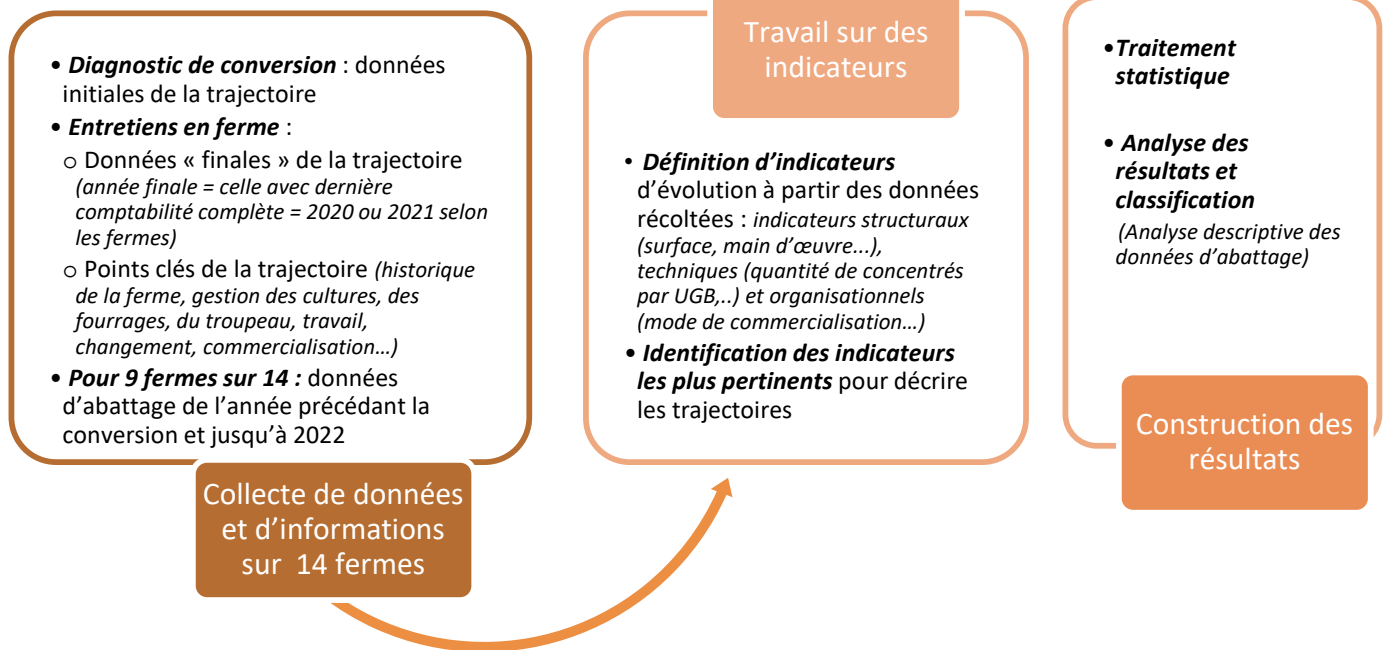 • Diagnostic de conversion : données
initiales de la trajectoire
• Entretiens en ferme :
o Données « finales » de la trajectoire
(année finale = celle avec dernière
comptabilité complète = 2020 ou 2021 selon
les fermes)
o Points clés de la trajectoire (historique
de la ferme, gestion des cultures, des
fourrages, du troupeau, travail,
changement, commercialisation…)
• Pour 9 fermes sur 14 : données
d’abattage de l’année précédant la
conversion et jusqu’à 2022
Collecte de données
et d’informations
sur 14 fermes
Travail sur des
indicateurs
• Définition d’indicateurs
d’évolution à partir des données
récoltées : indicateurs structuraux
(surface, main d’œuvre...),
techniques (quantité de concentrés
par UGB,..) et organisationnels
(mode de commercialisation…)
• Identification des indicateurs
les plus pertinents pour décrire
les trajectoires
•Traitement
statistique
• Analyse des
résultats et
classification
(Analyse descriptive des
données d’abattage)
Construction des
résultats